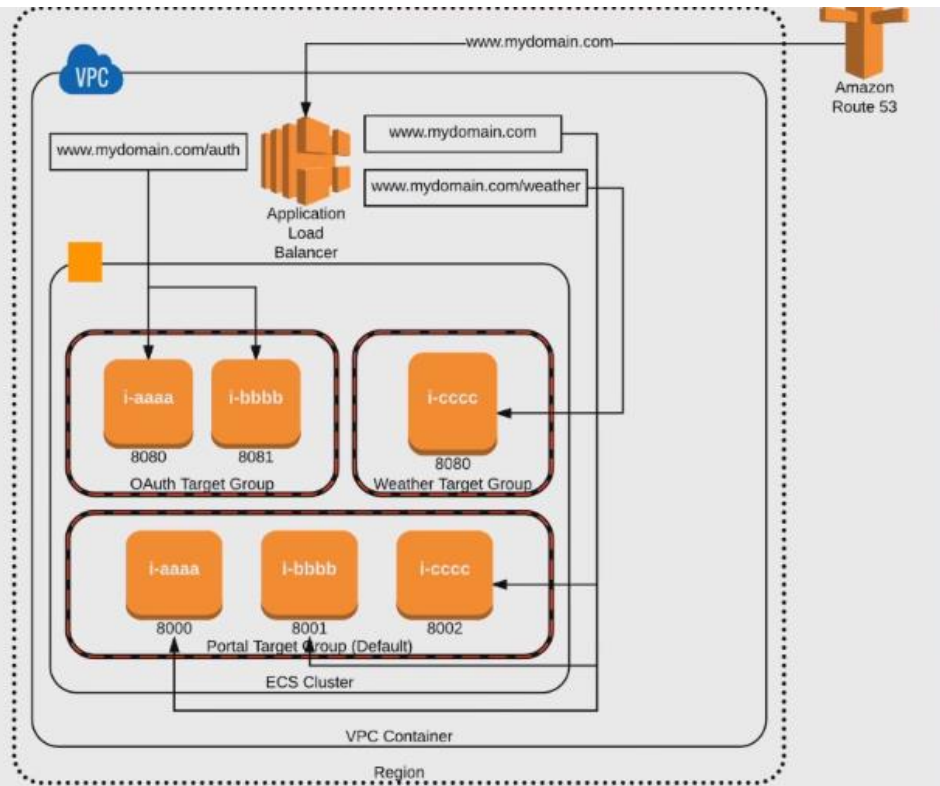 www.mydomain.com
Amazon
Route 53
VPC
www.mydomain.com/auth
www.mydomain.com
www.mydomain.com/weather
Application
Load
Balancer
i-aaaa
i-bbbb
i-cccc
8080
8081
8080
OAuth Target Group
Weather Target Group
i-aaaa
i-bbbb
i-cccc
8000
8001
8002
Portal Target Group (Default)
ECS Cluster
VPC Container
Region